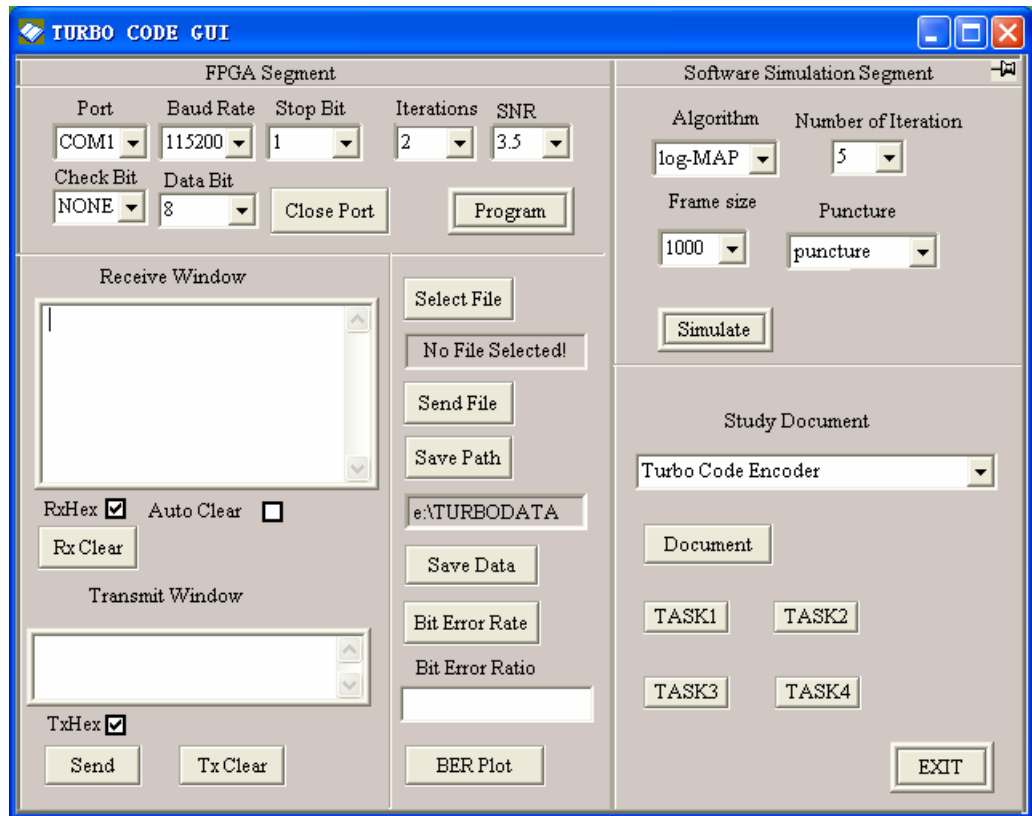 TURBO CODE GUI
FPGA Segment
Port Baud Rate Stop Bit Iterations SNR
COM1 115200 1 2 3.5
Check Bit Data Bit
NONE 8 Close Port Program
Receive Window
RxHex Auto Clear
Rx Clear
Transmit Window
TxHex
Send Tx Clear
Select File
No File Selected!
Send File
Save Path
e:\TURBODATA
Save Data
Bit Error Rate
Bit Error Ratio
BER Plot
Software Simulation Segment
Algorithm Number of Iteration
log-MAP 5
Frame size Puncture
1000 puncture
Simulate
Study Document
Turbo Code Encoder
Document
TASK1 TASK2
TASK3 TASK4
EXIT